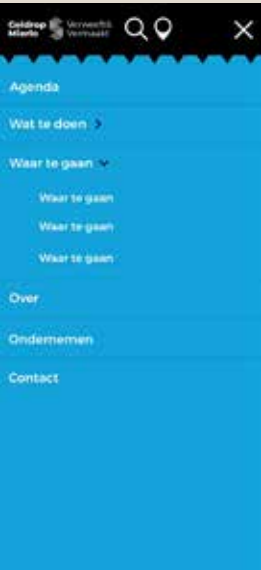 Geldrop
Mierlo
Verweeft
Vermaakt
Agenda
Wat te doen
Waar te gaan
Waar te gaan
Waar te gaan
Waar te gaan
Over
Ondernemen
Contact